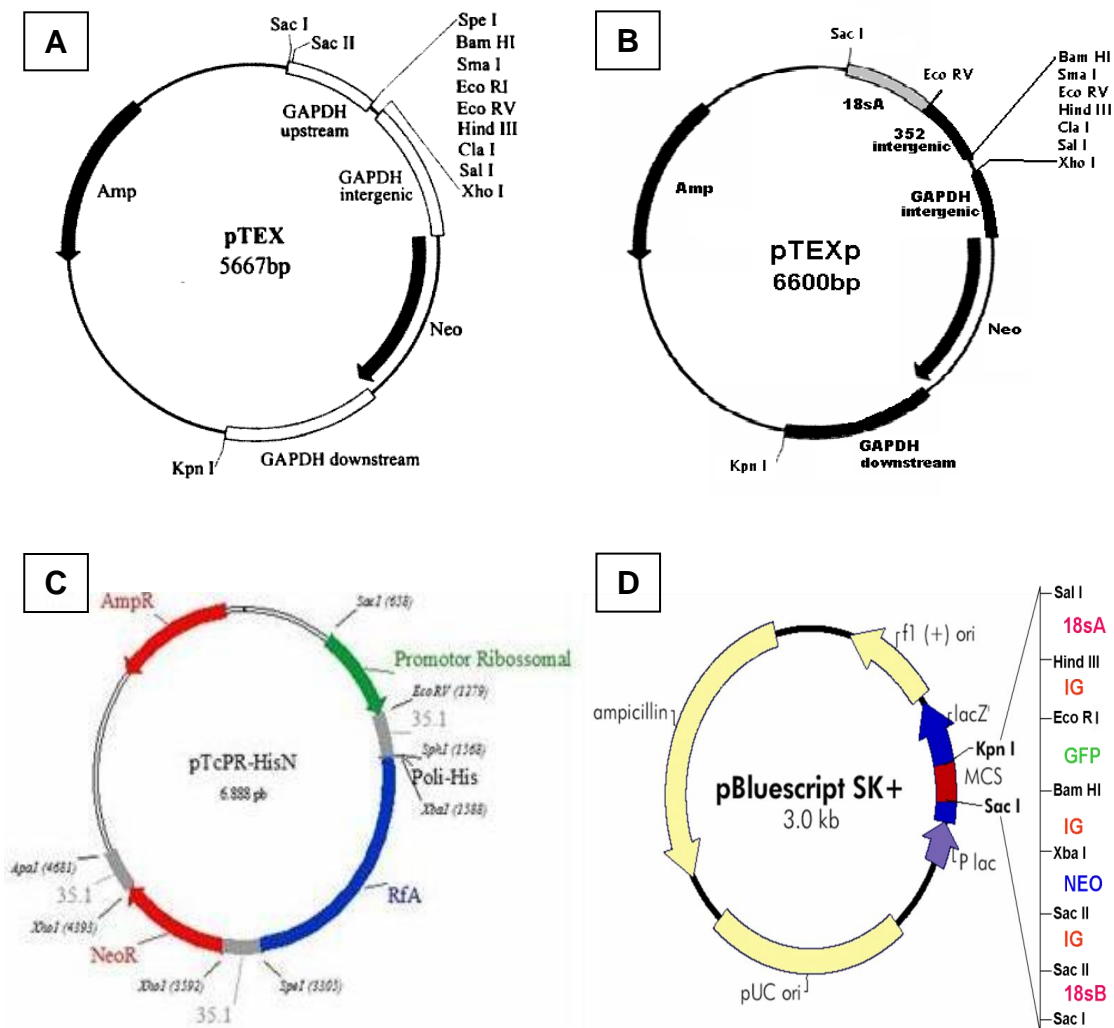 A
Sac I
Sac II
GAPDH
upstream
Spe I
Bam HI
Sma I
Eco RI
Eco RV
Hind III
Cla I
Sal I
Xho I
GAPDH
intergenic
Amp
pTEX
5667bp
Neo
Kpn I
GAPDH downstream
B
Sac I
Eco RV
18sA
352
intergenic
Bam HI
Sma I
Eco RV
Hind III
Cla I
Sal I
Xho I
GAPDH
intergenic
Amp
pTEXp
6600bp
Neo
Kpn I
GAPDH
downstream
C
AmpR
SacI (638)
Promotor Ribossomal
EcoRV (1279)
35.1
SphI (1568)
Poli-His
XbaI (1588)
pTcPR-HisN
6.888 pb
RfA
ApaI (4681)
35.1
XhoI (4393)
NeoR
XhoI (3592)
SpeI (3305)
35.1
D
f1 (+) ori
lacZ'
Kpn I
MCS
Sac I
P lac
ampicillin
pBluescript SK+
3.0 kb
pUC ori
Sal I
18sA
Hind III
IG
Eco R I
GFP
Bam HI
IG
Xba I
NEO
Sac II
IG
Sac II
18sB
Sac I